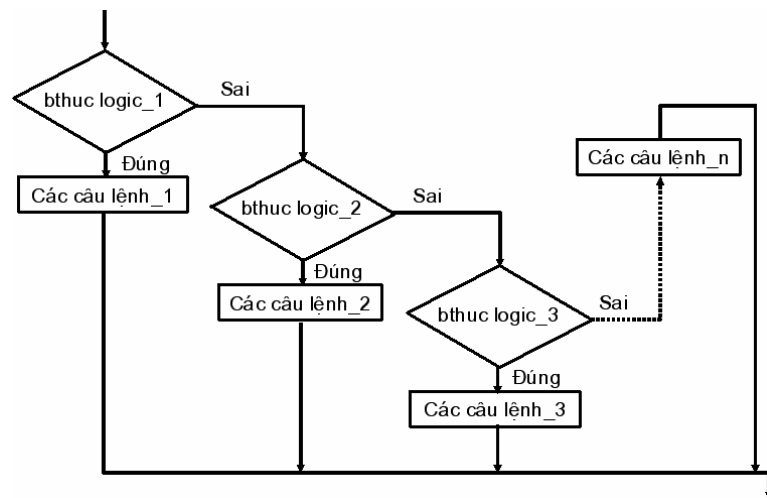 bthuc logic_1
Sai
Đúng
Các câu lệnh_1
bthuc logic_2
Sai
Đúng
Các câu lệnh_2
bthuc logic_3
Sai
Đúng
Các câu lệnh_3
Các câu lệnh_n